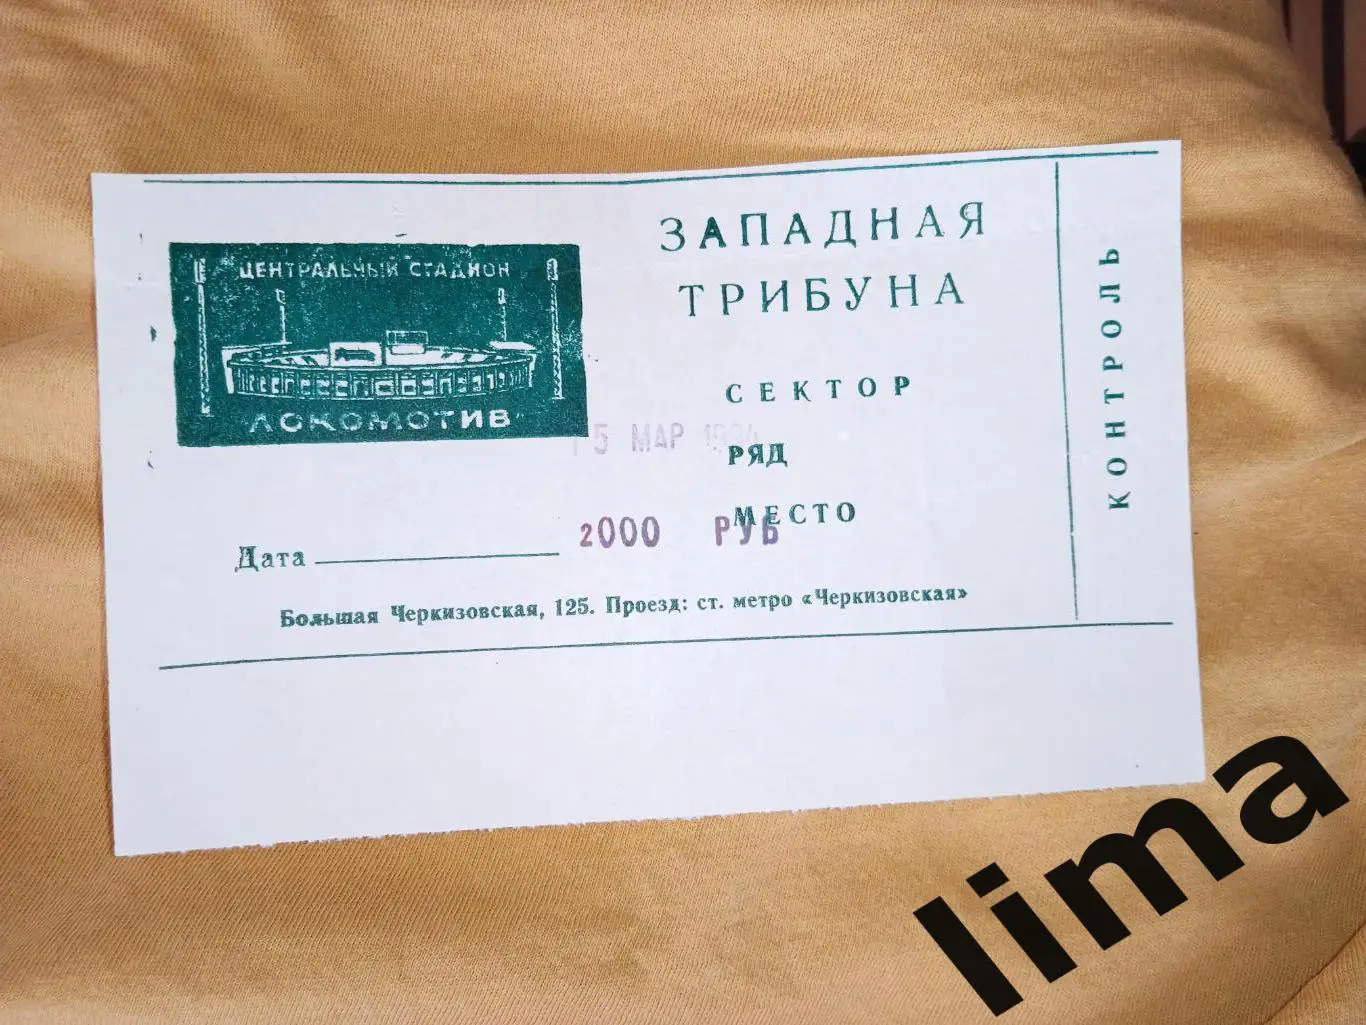 ЦЕНТРАЛЬНЫЙ СТАДИОН
ЛОКОМОТИВ"
ЗАПАДНАЯ
ТРИБУНА
СЕКТОР
5 МАР
РЯД
МЕСТО
2000 РУБ
Дата
Большая Черкизовская, 125. Проезд: ст. метро «Черкизовская»
КОНТРОЛЬ
lima